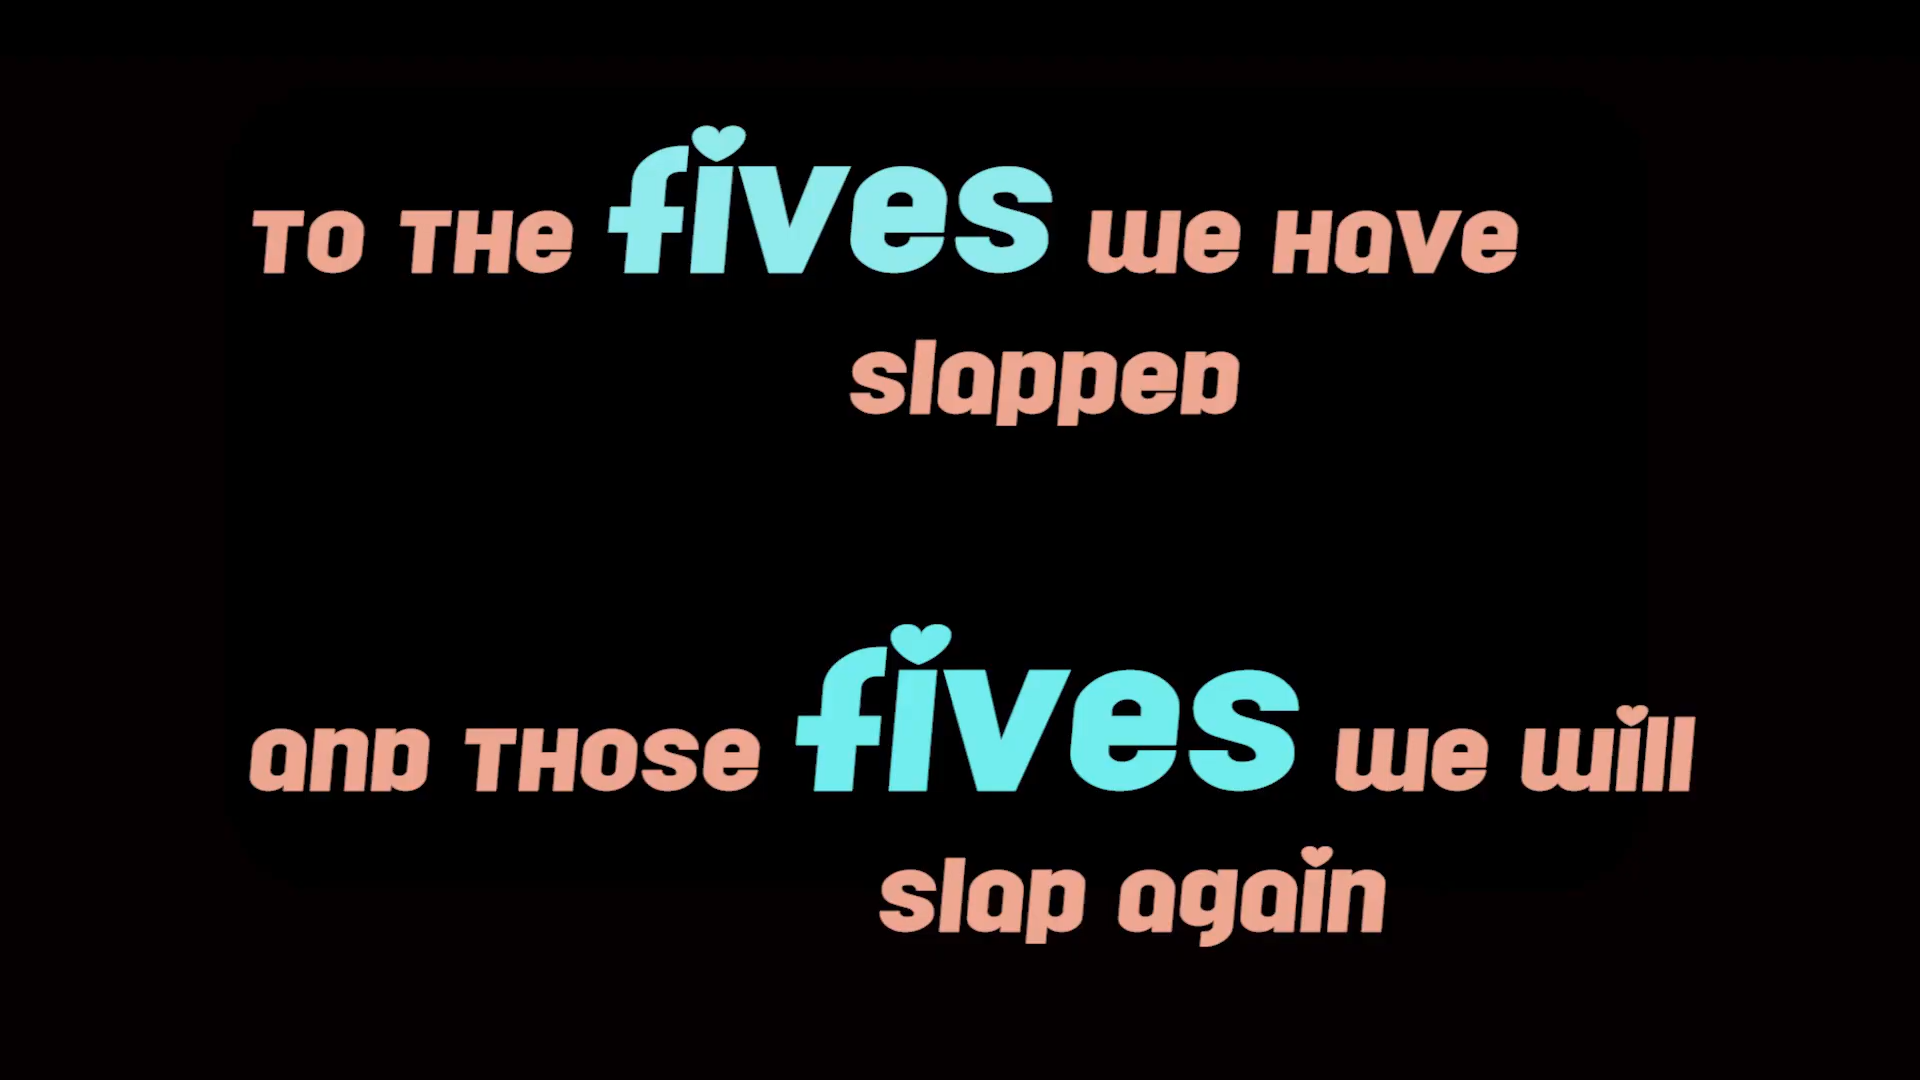 TO THE fives we Have
slapped
and THose fives we will
slap again